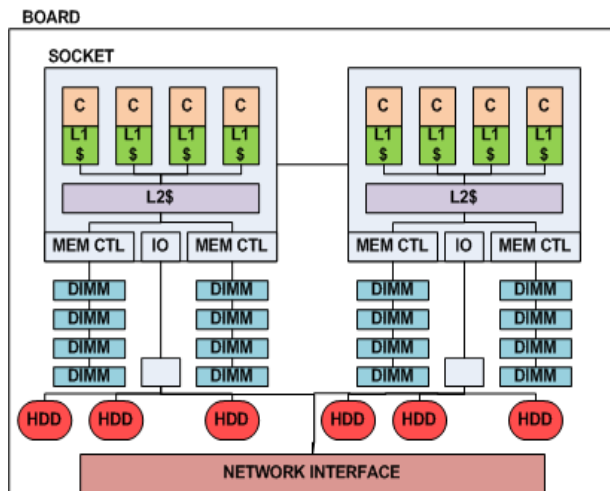 BOARD
SOCKET
C C C C C C C C
L1 L1 L1 L1 L1 L1 L1 L1
$ $ $ $ $ $ $ $
L2$ L2$
MEM CTL IO MEM CTL MEM CTL IO MEM CTL
DIMM DIMM DIMM DIMM
DIMM DIMM DIMM DIMM
DIMM DIMM DIMM DIMM
DIMM DIMM DIMM DIMM
HDD HDD HDD HDD HDD HDD
NETWORK INTERFACE